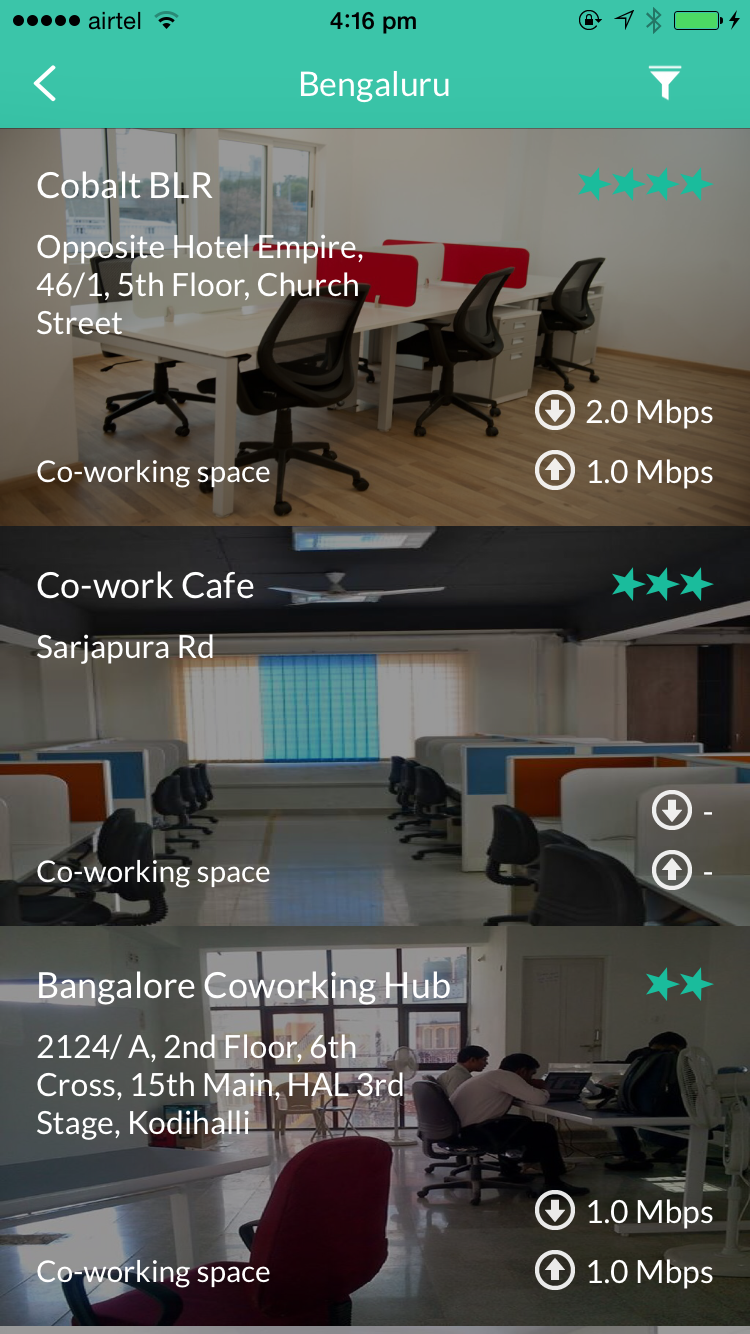 airtel 4:16 pm
Bengaluru
Cobalt BLR
Opposite Hotel Empire,
46/1, 5th Floor, Church
Street
2.0 Mbps
Co-working space 1.0 Mbps
Co-work Cafe
Sarjapura Rd
-
Co-working space -
Bangalore Coworking Hub
2124/ A, 2nd Floor, 6th
Cross, 15th Main, HAL 3rd
Stage, Kodihalli
1.0 Mbps
Co-working space 1.0 Mbps